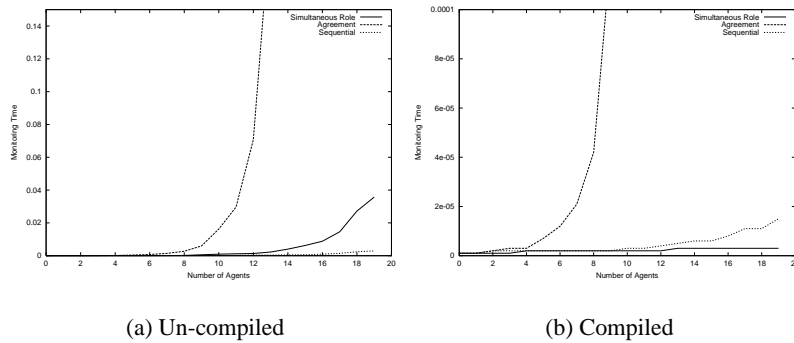 0.14
0.12
0.1
0.08
0.06
0.04
0.02
0
Monitoring Time
Simultaneous Role
Agreement
Sequential
0 2 4 6 8 10 12 14 16 18 20
Number of Agents
(a) Un-compiled
0.0001
8e-05
6e-05
4e-05
2e-05
0
Monitoring Time
Simultaneous Role
Agreement
Sequential
0 2 4 6 8 10 12 14 16 18 20
Number of Agents
(b) Compiled